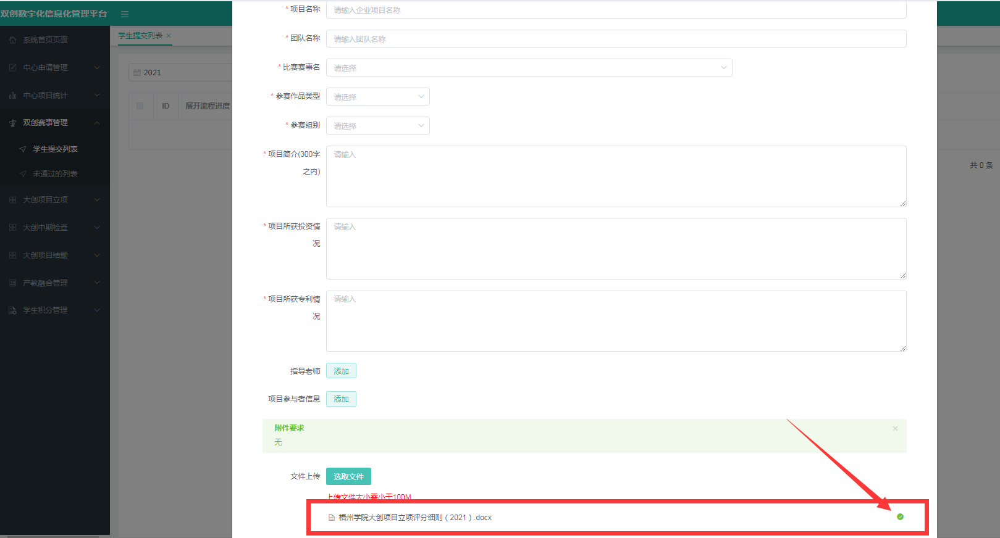 双创数字化信息化管理平台
系统首页页面
中心申请管理
中心项目统计
双创赛事管理
学生提交列表
未通过的列表
大创项目立项
大创中期检查
大创项目结题
产教融合管理
学生积分管理
学生提交列表 ×
2021
ID
展开流程进度
共 0 条
* 项目名称
请输入企业项目名称
* 团队名称
请输入团队名称
* 比赛赛事名
请选择
* 参赛作品类型
请选择
* 参赛组别
请选择
* 项目简介(300字
之内)
请输入
* 项目所获投资情
况
请输入
* 项目所获专利情
况
请输入
指导老师
添加
项目参与者信息
添加
附件要求
无
文件上传
选取文件
上传文件大小需小于100M
梧州学院大创项目立项评分细则（2021）.docx